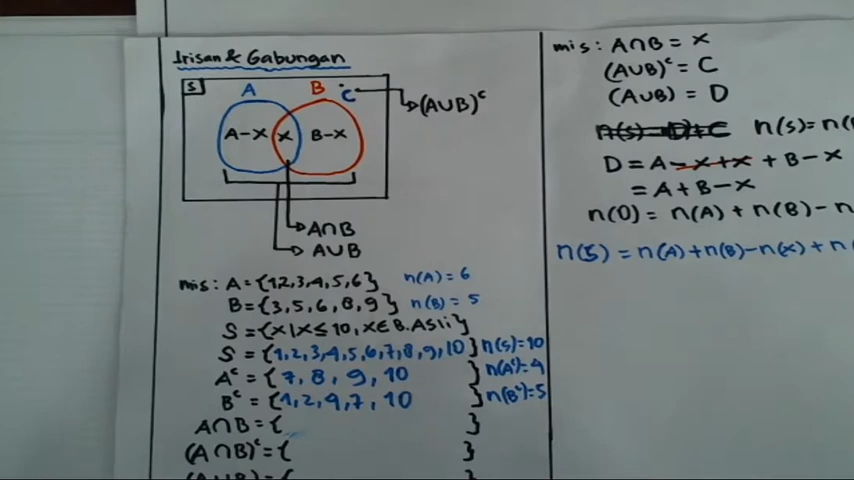 Irisan & Gabungan
S
A B C
(A∪B)ᶜ
A-x x B-x
A∩B
A∪B
mis: A = {1,2,3,4,5,6} n(A) = 6
B = {3, 5, 6, 8, 9} n(B) = 5
S = {x|x ≤ 10, x∈B.Asli}
S = {1,2,3,4,5,6,7,8,9,10} n(S)=10
Aᶜ = {7, 8, 9, 10 } n(Aᶜ)=4
Bᶜ = {1, 2, 4, 7, 10 } n(Bᶜ)=5
A∩B = { }
(A∩B)ᶜ = { }
(A∪B) = { }
mis: A∩B = x
(A∪B)ᶜ = C
(A∪B) = D
n(S) = D + C n(S) = n(
D = A - x + x + B - x
= A + B - x
n(D) = n(A) + n(B) - n
n(S) = n(A) + n(B) - n(x) + n